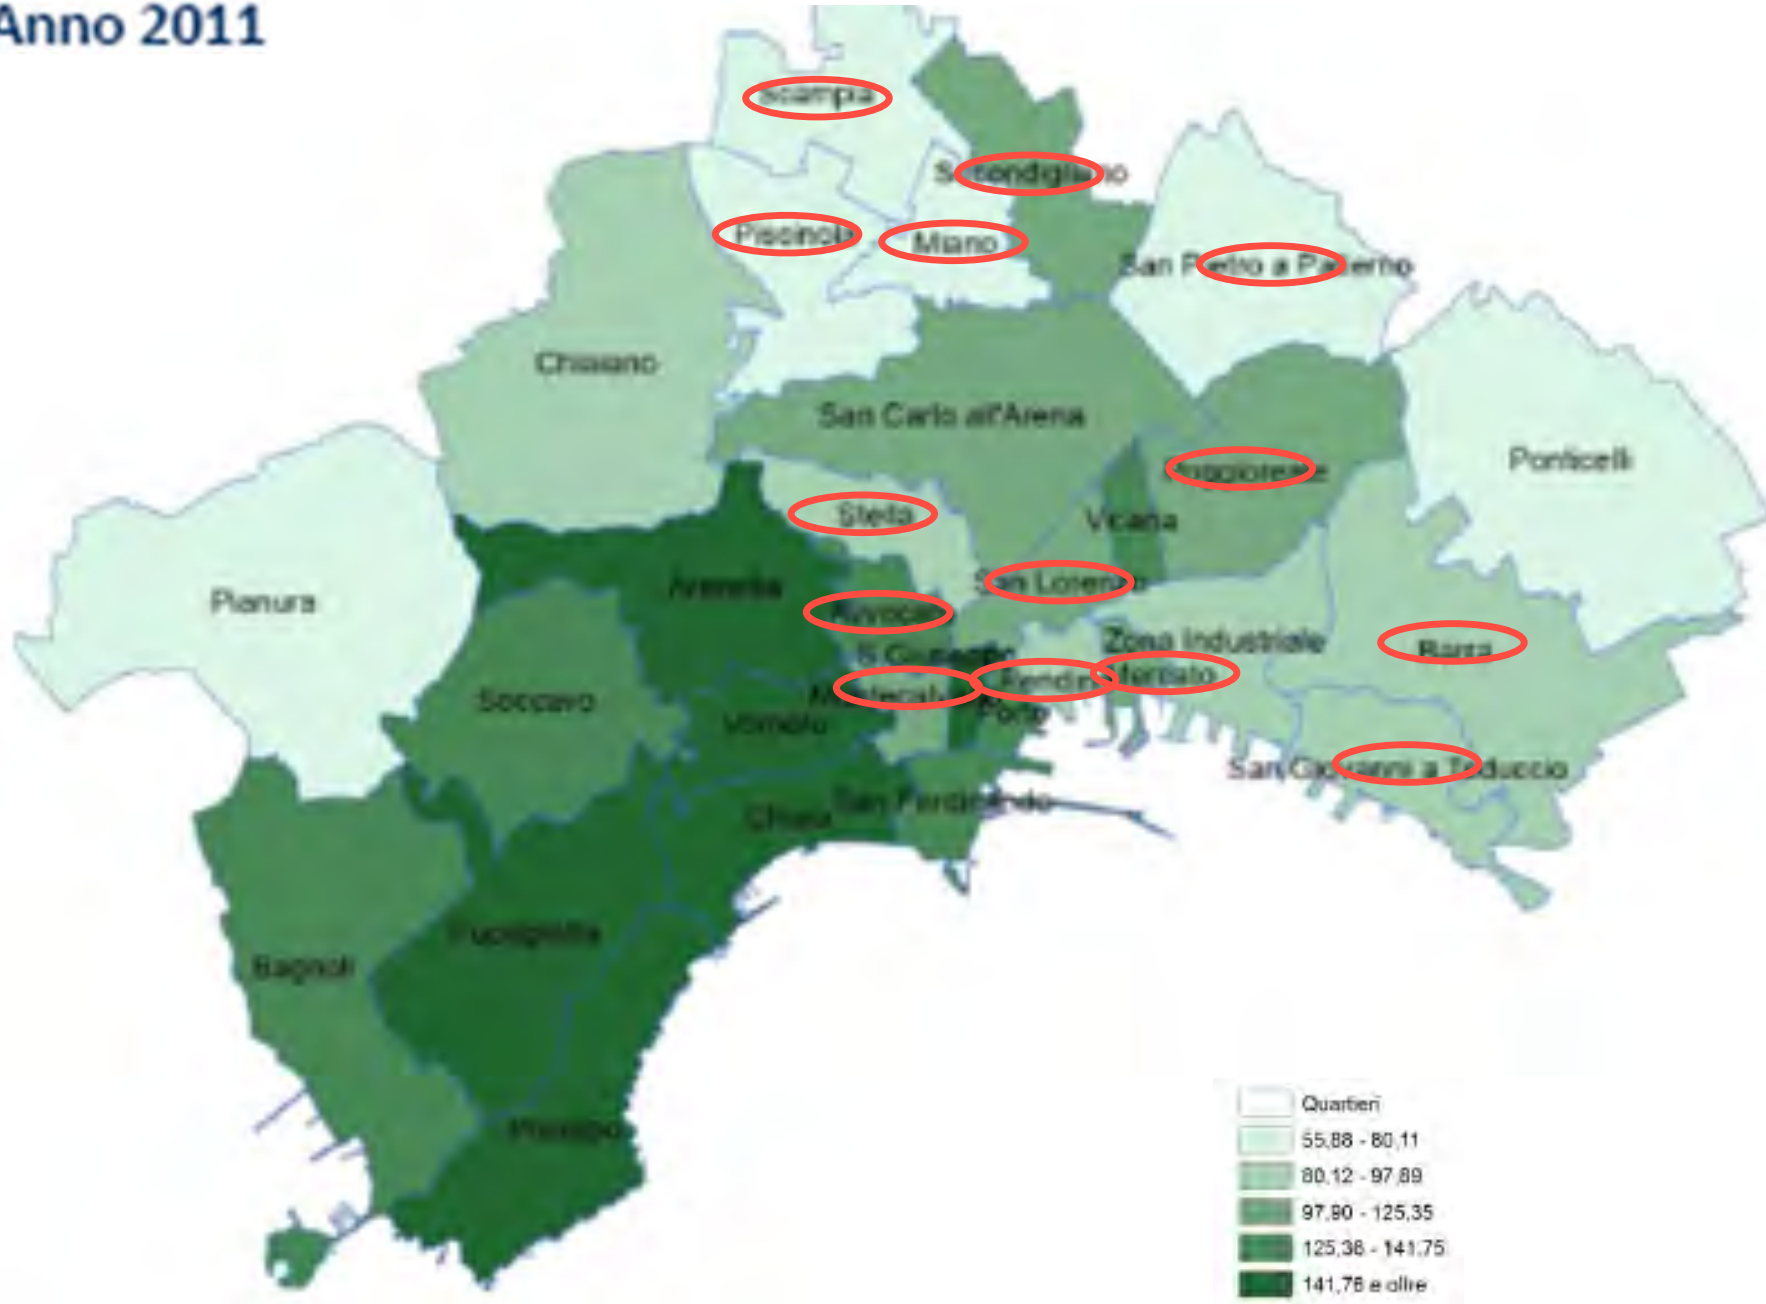 Anno 2011
Scampia
Secondigliano
Piscinola
Miano
San Pietro a Patierno
Chiaiano
San Carlo all'Arena
Ponticelli
Poggioreale
Stella
Vicaria
San Lorenzo
Arenella
Pianura
Avvocata
Zona Industriale
Barra
S.Giuseppe
Pendino
Mercato
Soccavo
Porto
Vomero
San Giovanni a Teduccio
San Ferdinando
Chiaia
Fuorigrotta
Bagnoli
Posillipo
Quartieri
55,88 - 80,11
80,12 - 97,89
97,90 - 125,35
125,36 - 141,75
141,76 e oltre